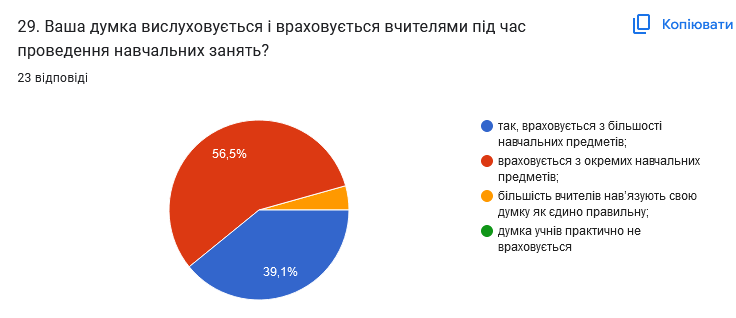 29. Ваша думка вислуховується і враховується вчителями під час
проведення навчальних занять?
Копіювати
23 відповіді
56,5%
39,1%
так, враховується з більшості
навчальних предметів;
враховується з окремих навчальних
предметів;
більшість вчителів нав’язують свою
думку як єдино правильну;
думка учнів практично не
враховується